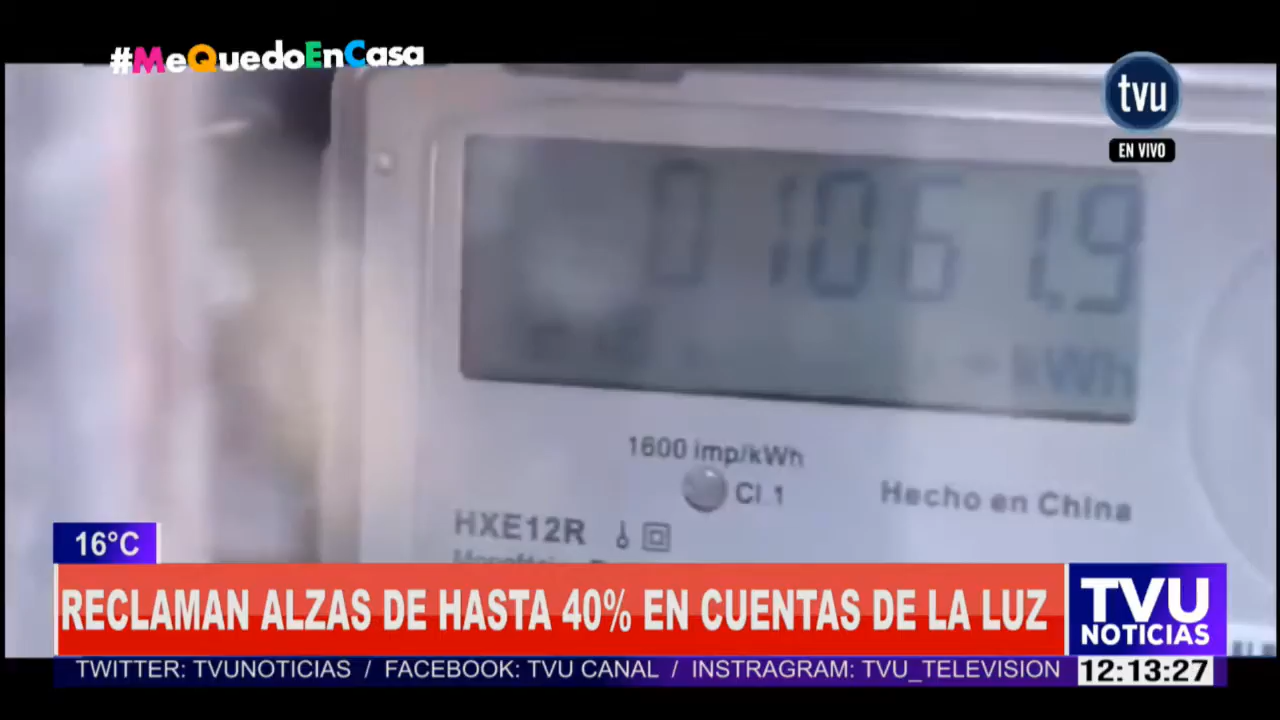 #MeQuedoEnCasa
tvu
EN VIVO
01061.9
kWh
1600 imp/kWh
Cl.1
Hecho en China
HXE12R
16°C
RECLAMAN ALZAS DE HASTA 40% EN CUENTAS DE LA LUZ
TVU
NOTICIAS
TWITTER: TVUNOTICIAS / FACEBOOK: TVU CANAL / INSTRAGRAM: TVU_TELEVISION
12:13:27